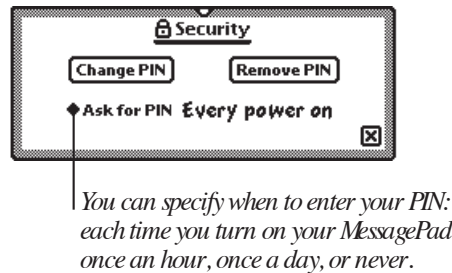 Security
Change PIN Remove PIN
Ask for PIN Every power on
You can specify when to enter your PIN:
each time you turn on your MessagePad
once an hour, once a day, or never.